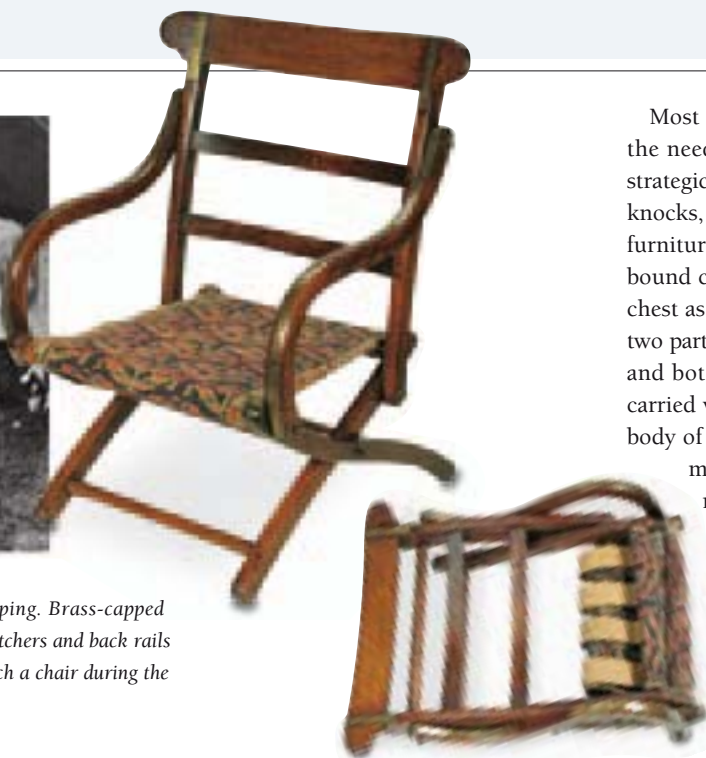 ping. Brass-capped
tchers and back rails
ch a chair during the
Most
the need
strategic
knocks,
furnitur
bound c
chest as
two part
and bot
carried v
body of
m